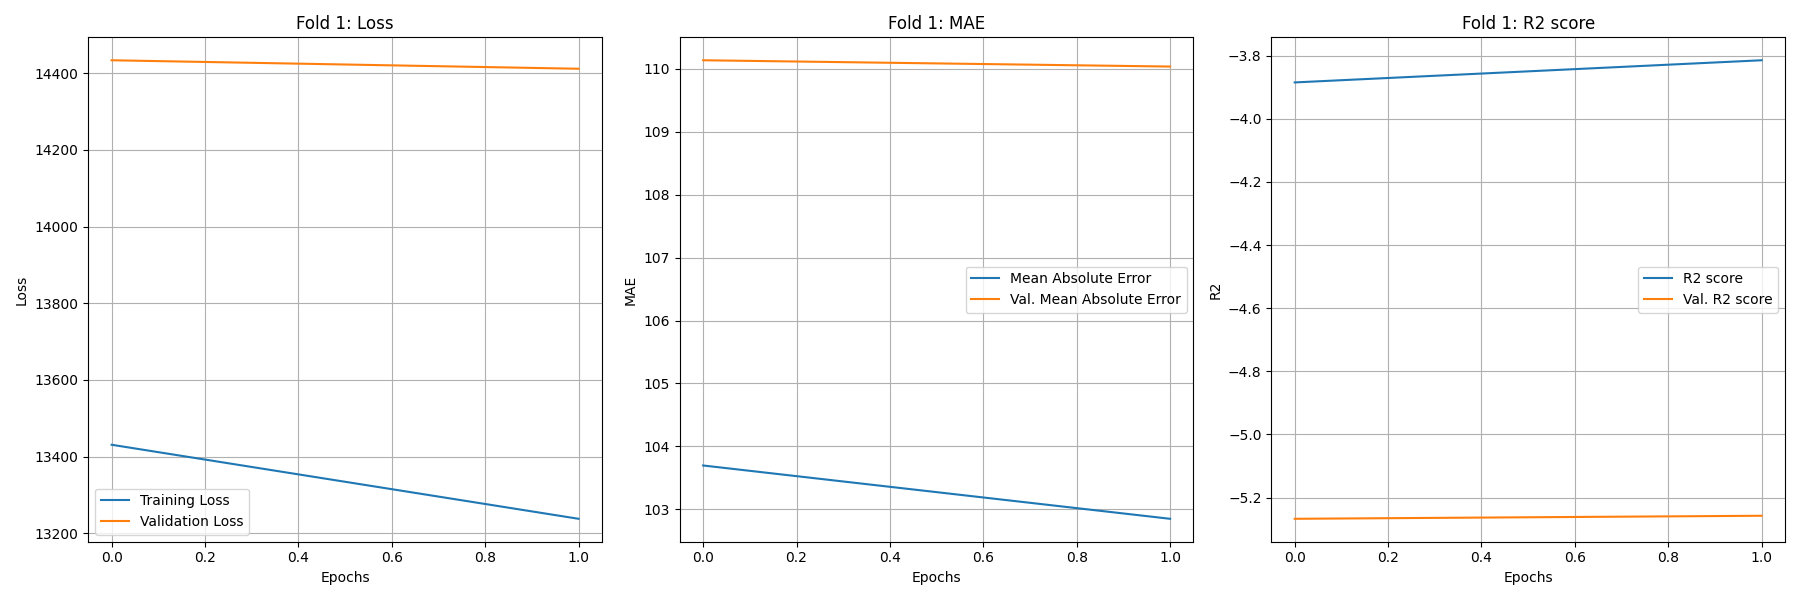 Fold 1: Loss
14400
14200
14000
13800
13600
13400
13200
Loss
Training Loss
Validation Loss
0.0 0.2 0.4 0.6 0.8 1.0
Epochs
Fold 1: MAE
110
109
108
107
106
105
104
103
MAE
Mean Absolute Error
Val. Mean Absolute Error
0.0 0.2 0.4 0.6 0.8 1.0
Epochs
Fold 1: R2 score
−3.8
−4.0
−4.2
−4.4
−4.6
−4.8
−5.0
−5.2
R2
R2 score
Val. R2 score
0.0 0.2 0.4 0.6 0.8 1.0
Epochs